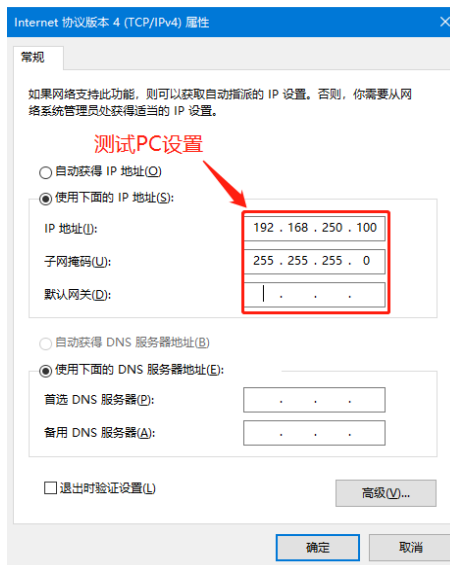 Internet 协议版本 4 (TCP/IPv4) 属性
常规
如果网络支持此功能，则可以获取自动指派的 IP 设置。否则，你需要从网
络系统管理员处获得适当的 IP 设置。
测试PC设置
自动获得 IP 地址(O)
使用下面的 IP 地址(S):
IP 地址(I): 192 . 168 . 250 . 100
子网掩码(U): 255 . 255 . 255 . 0
默认网关(D): . . .
自动获得 DNS 服务器地址(B)
使用下面的 DNS 服务器地址(E):
首选 DNS 服务器(P): . . .
备用 DNS 服务器(A): . . .
退出时验证设置(L)
高级(V)...
确定 取消